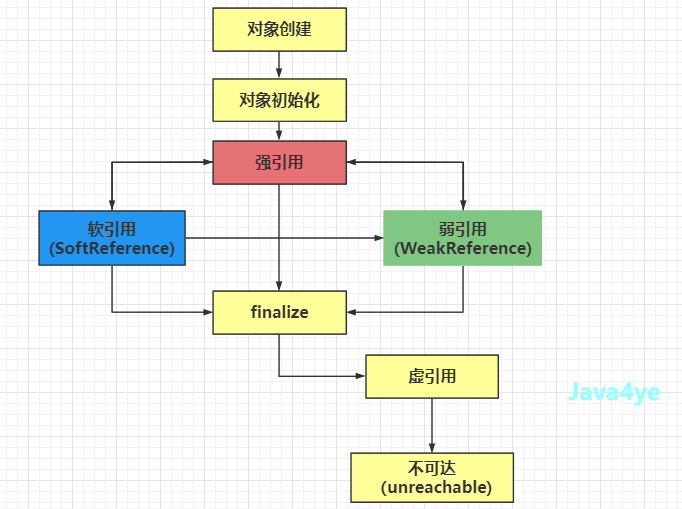 对象创建
对象初始化
强引用
软引用
(SoftReference)
弱引用
(WeakReference)
finalize
虚引用
Java4ye
不可达
(unreachable)